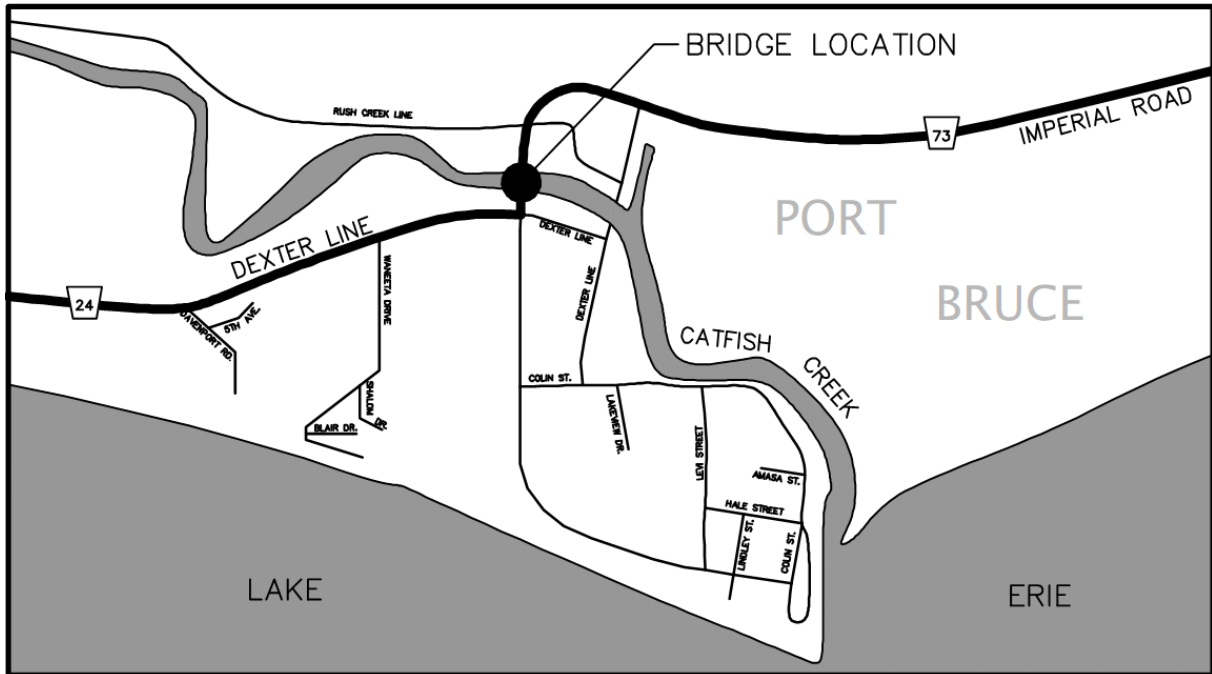 BRIDGE LOCATION
RUSH CREEK LINE
73
IMPERIAL ROAD
PORT
BRUCE
DEXTER LINE
DEXTER LINE
DEXTER LINE
24
WANEETA DRIVE
5TH AVE.
DAVENPORT RD.
SHALOM
DR.
BLAIR DR.
CATFISH
CREEK
COLIN ST.
LAKEVIEW DR.
LEVI STREET
AMASA ST.
HALE STREET
LINDLEY ST.
COLIN ST.
LAKE
ERIE